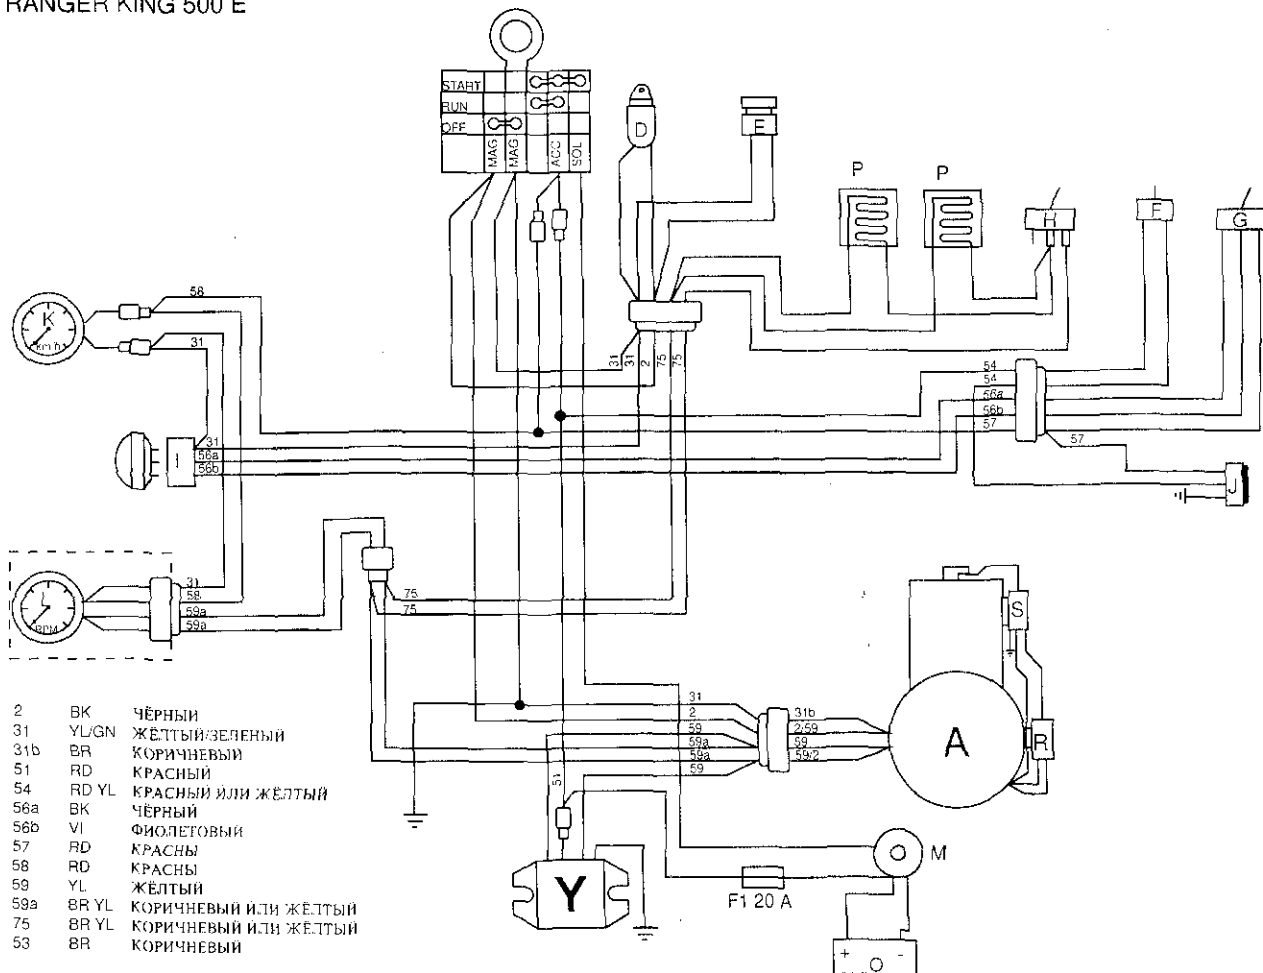 RANGER KING 500 E
START
RUN
OFF
MAG
MAG
ACC
SOL
D
E
P
P
H
F
G
K
58
31
31
31
2
75
75
54
54
56a
56b
57
57
I
31
56a
56b
J
L
RPM
31
58
59a
59a
75
75
S
R
A
31
2
59
59a
59a
59
31b
2/59
59
59/2
51
Y
F1 20 A
M
+ O -
2 BK ЧЁРНЫЙ
31 YL/GN ЖЁЛТЫЙ/ЗЕЛЕНЫЙ
31b BR КОРИЧНЕВЫЙ
51 RD КРАСНЫЙ
54 RD YL КРАСНЫЙ ИЛИ ЖЁЛТЫЙ
56a BK ЧЁРНЫЙ
56b VI ФИОЛЕТОВЫЙ
57 RD КРАСНЫ
58 RD КРАСНЫ
59 YL ЖЁЛТЫЙ
59a BR YL КОРИЧНЕВЫЙ ИЛИ ЖЁЛТЫЙ
75 BR YL КОРИЧНЕВЫЙ ИЛИ ЖЁЛТЫЙ
53 BR КОРИЧНЕВЫЙ